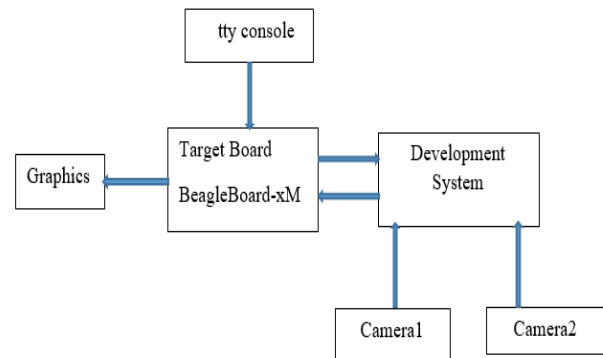 tty console
Target Board
BeagleBoard-xM
Graphics
Development
System
Camera1
Camera2